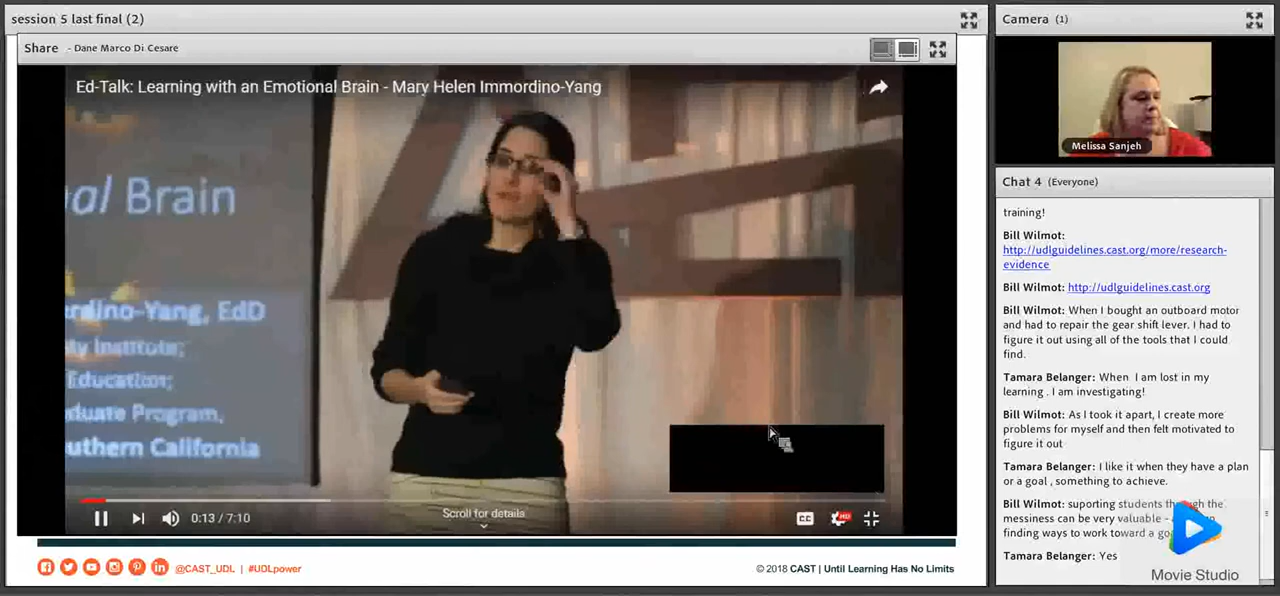 session 5 last final (2)
Share - Dane Marco Di Cesare
Ed-Talk: Learning with an Emotional Brain - Mary Helen Immordino-Yang
al Brain
rdino-Yang, EdD
Institute;
Education;
duate Program,
uthern California
0:13 / 7:10
Scroll for details
CC
HD
@CAST_UDL | #UDLpower
© 2018 CAST | Until Learning Has No Limits
Camera (1)
Melissa Sanjeh
Chat 4 (Everyone)
training!
Bill Wilmot:
http://udlguidelines.cast.org/more/research-
evidence
Bill Wilmot: http://udlguidelines.cast.org
Bill Wilmot: When I bought an outboard motor
and had to repair the gear shift lever. I had to
figure it out using all of the tools that I could
find.
Tamara Belanger: When I am lost in my
learning . I am investigating!
Bill Wilmot: As I took it apart, I create more
problems for myself and then felt motivated to
figure it out
Tamara Belanger: I like it when they have a plan
or a goal , something to achieve.
Bill Wilmot: suporting students through the
messiness can be very valuable -
finding ways to work toward a
Tamara Belanger: Yes
Movie Studio